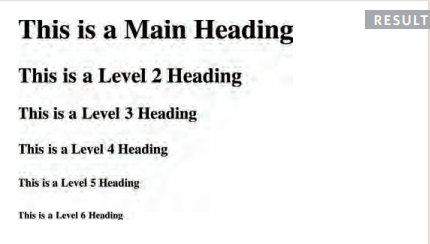 This is a Main Heading
RESULT
This is a Level 2 Heading
This is a Level 3 Heading
This is a Level 4 Heading
This is a Level 5 Heading
This is a Level 6 Heading